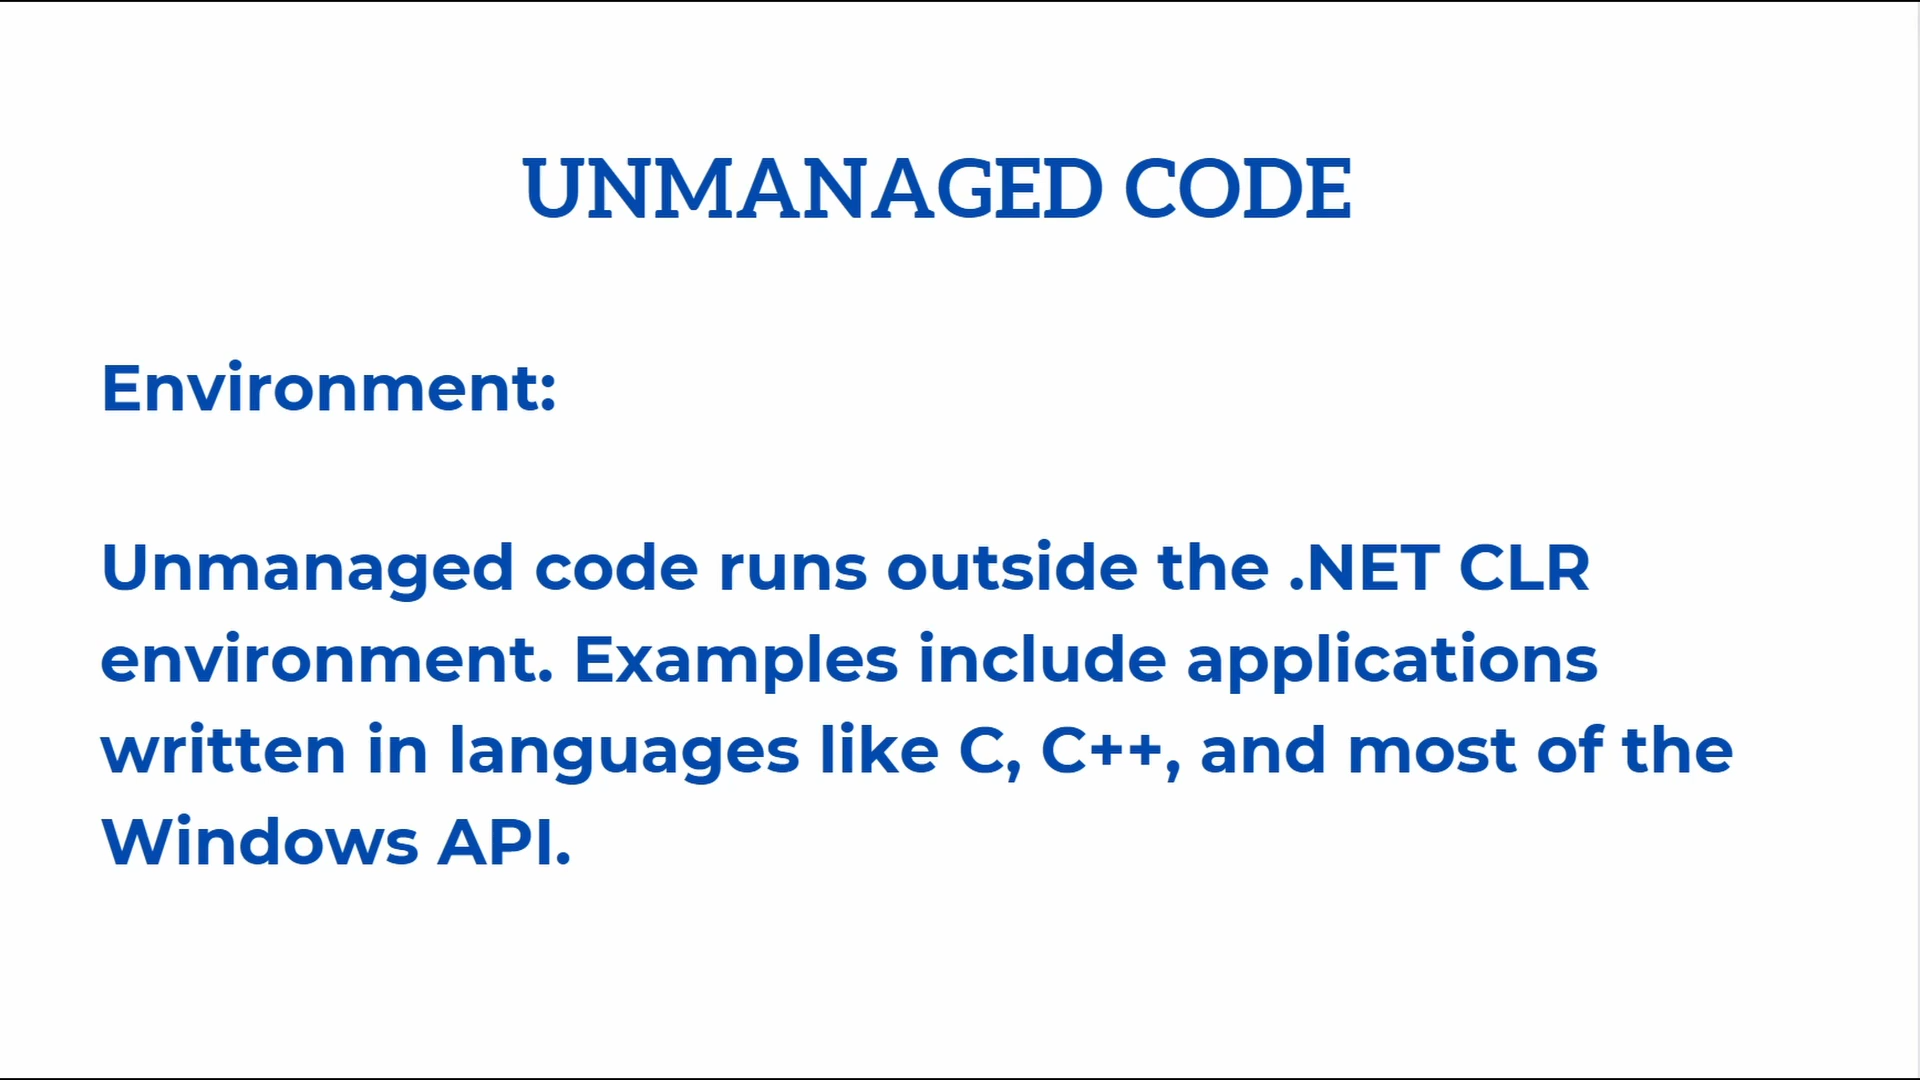 UNMANAGED CODE
Environment:
Unmanaged code runs outside the .NET CLR
environment. Examples include applications
written in languages like C, C++, and most of the
Windows API.